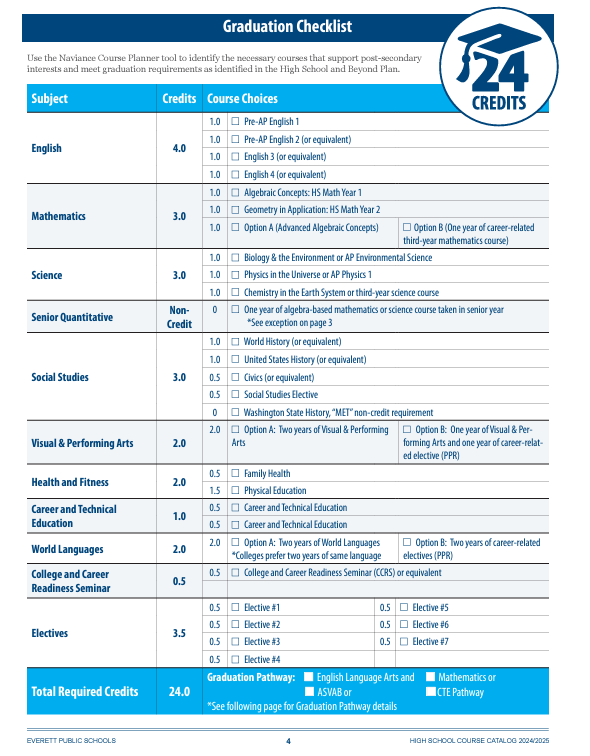 Graduation Checklist
24
CREDITS
Use the Naviance Course Planner tool to identify the necessary courses that support post-secondary
interests and meet graduation requirements as identified in the High School and Beyond Plan.
Subject Credits Course Choices
English 4.0
1.0 ☐ Pre-AP English 1
1.0 ☐ Pre-AP English 2 (or equivalent)
1.0 ☐ English 3 (or equivalent)
1.0 ☐ English 4 (or equivalent)
Mathematics 3.0
1.0 ☐ Algebraic Concepts: HS Math Year 1
1.0 ☐ Geometry in Application: HS Math Year 2
1.0 ☐ Option A (Advanced Algebraic Concepts)
☐ Option B (One year of career-related
third-year mathematics course)
Science 3.0
1.0 ☐ Biology & the Environment or AP Environmental Science
1.0 ☐ Physics in the Universe or AP Physics 1
1.0 ☐ Chemistry in the Earth System or third-year science course
Senior Quantitative
Non-
Credit
0 ☐ One year of algebra-based mathematics or science course taken in senior year
*See exception on page 3
Social Studies 3.0
1.0 ☐ World History (or equivalent)
1.0 ☐ United States History (or equivalent)
0.5 ☐ Civics (or equivalent)
0.5 ☐ Social Studies Elective
0 ☐ Washington State History, “MET” non-credit requirement
Visual & Performing Arts 2.0
2.0 ☐ Option A: Two years of Visual & Performing
Arts
☐ Option B: One year of Visual & Per-
forming Arts and one year of career-relat-
ed elective (PPR)
Health and Fitness 2.0
0.5 ☐ Family Health
1.5 ☐ Physical Education
Career and Technical
Education
1.0
0.5 ☐ Career and Technical Education
0.5 ☐ Career and Technical Education
World Languages 2.0
2.0 ☐ Option A: Two years of World Languages
*Colleges prefer two years of same language
☐ Option B: Two years of career-related
electives (PPR)
College and Career
Readiness Seminar
0.5
0.5 ☐ College and Career Readiness Seminar (CCRS) or equivalent
Electives 3.5
0.5 ☐ Elective #1 0.5 ☐ Elective #5
0.5 ☐ Elective #2 0.5 ☐ Elective #6
0.5 ☐ Elective #3 0.5 ☐ Elective #7
0.5 ☐ Elective #4
Total Required Credits 24.0
Graduation Pathway: ■ English Language Arts and ■ Mathematics or
■ ASVAB or ■ CTE Pathway
*See following page for Graduation Pathway details
EVERETT PUBLIC SCHOOLS 4 HIGH SCHOOL COURSE CATALOG 2024/2025